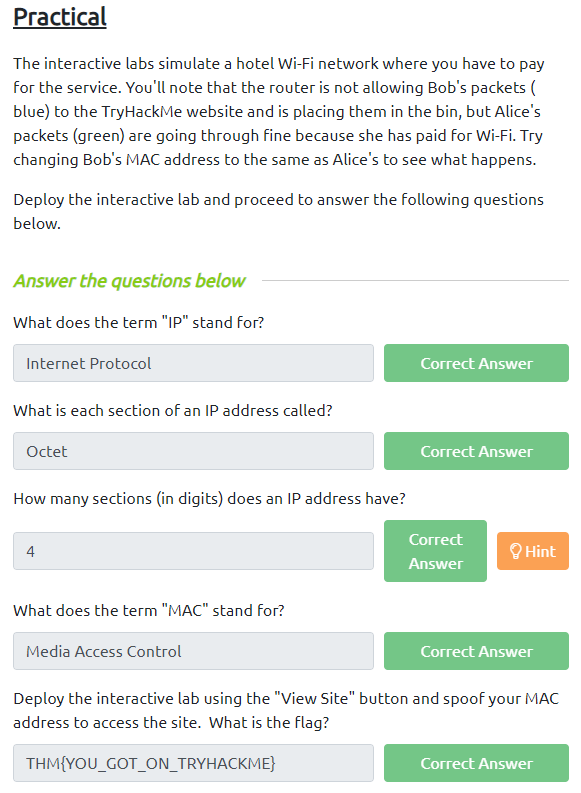 Practical
The interactive labs simulate a hotel Wi-Fi network where you have to pay
for the service. You'll note that the router is not allowing Bob's packets (
blue) to the TryHackMe website and is placing them in the bin, but Alice's
packets (green) are going through fine because she has paid for Wi-Fi. Try
changing Bob's MAC address to the same as Alice's to see what happens.
Deploy the interactive lab and proceed to answer the following questions
below.
Answer the questions below
What does the term "IP" stand for?
Internet Protocol
Correct Answer
What is each section of an IP address called?
Octet
Correct Answer
How many sections (in digits) does an IP address have?
4
Correct
Answer
Hint
What does the term "MAC" stand for?
Media Access Control
Correct Answer
Deploy the interactive lab using the "View Site" button and spoof your MAC
address to access the site.  What is the flag?
THM{YOU_GOT_ON_TRYHACKME}
Correct Answer